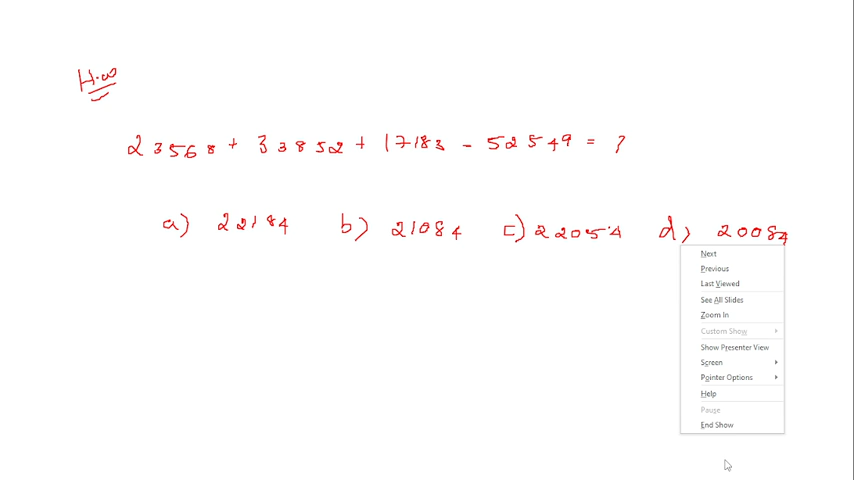 H.w
23568 + 33852 + 17183 - 52549 = ?
a) 22184 b) 21084 c) 22054 d) 20084
Next
Previous
Last Viewed
See All Slides
Zoom In
Custom Show
Show Presenter View
Screen
Pointer Options
Help
Pause
End Show